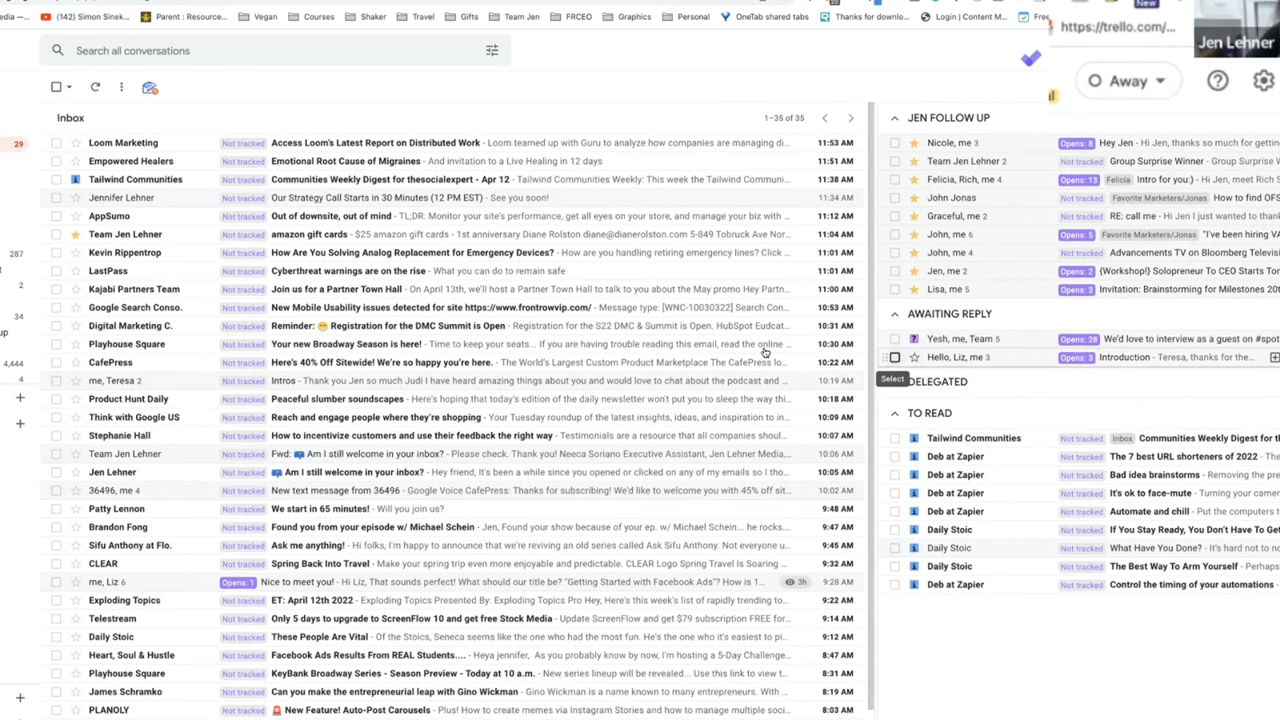 (142) Simon Sinek...
Parent : Resource...
Vegan
Courses
Shaker
Travel
Gifts
Team Jen
FRCEO
Graphics
Personal
OneTab shared tabs
Thanks for downlo...
Login | Content M...
New
https://trello.com/...
Jen Lehner
Search all conversations
Away
Inbox
1–35 of 35
29
Loom Marketing Not tracked Access Loom's Latest Report on Distributed Work - Loom teamed up with Guru to analyze how companies are managing di... 11:53 AM
Empowered Healers Not tracked Emotional Root Cause of Migraines - And invitation to a Live Healing in 12 days 11:51 AM
Tailwind Communities Not tracked Communities Weekly Digest for thesocialexpert - Apr 12 - Tailwind Communities Weekly: This week the Tailwind Communi... 11:38 AM
Jennifer Lehner Not tracked Our Strategy Call Starts in 30 Minutes (12 PM EST) - See you soon! 11:34 AM
AppSumo Not tracked Out of downsite, out of mind - TL;DR: Monitor your site's performance, get all eyes on your store, and manage your biz with ... 11:12 AM
Team Jen Lehner Not tracked amazon gift cards - $25 amazon gift cards - 1st anniversary Diane Rolston diane@dianerolston.com 5-849 Tobruck Ave Nor... 11:04 AM
287
Kevin Rippentrop Not tracked How Are You Solving Analog Replacement for Emergency Devices? - How are you handling retiring emergency lines? Click ... 11:01 AM
LastPass Not tracked Cyberthreat warnings are on the rise - What you can do to remain safe 11:01 AM
2
Kajabi Partners Team Not tracked Join us for a Partner Town Hall - On April 13th, we'll host a Partner Town Hall to talk to you about the May promo Hey Partn... 11:00 AM
Google Search Conso. Not tracked New Mobile Usability issues detected for site https://www.frontrowvip.com/ - Message type: [WNC-10030322] Search Con... 10:53 AM
34
Digital Marketing C. Not tracked Reminder: 😁 Registration for the DMC Summit is Open - Registration for the S22 DMC & Summit is Open. HubSpot Eudcat... 10:31 AM
up
Playhouse Square Not tracked Your new Broadway Season is here! - Time to keep your seats... If you are having trouble reading this email, read the online ... 10:30 AM
4,444
CafePress Not tracked Here's 40% Off Sitewide! We're so happy you're here. - The World's Largest Custom Product Marketplace The CafePress lo... 10:22 AM
4
me, Teresa 2 Not tracked Intros - Thank you Jen so much Judi I have heard amazing things about you and would love to chat about the podcast and ... 10:19 AM
Product Hunt Daily Not tracked Peaceful slumber soundscapes - Here's hoping that today's edition of the daily newsletter won't put you to sleep the way thi... 10:18 AM
Think with Google US Not tracked Reach and engage people where they're shopping - Your Tuesday roundup of the latest insights, ideas, and inspiration in ... 10:09 AM
Stephanie Hall Not tracked How to incentivize customers and use their feedback the right way - Testimonials are a resource that all companies shoul... 10:07 AM
Team Jen Lehner Not tracked Fwd: 📪 Am I still welcome in your inbox? - Please check. Thank you! Neeca Soriano Executive Assistant, Jen Lehner Media,... 10:06 AM
Jen Lehner Not tracked 📪 Am I still welcome in your inbox? - Hey friend, It's been a while since you opened or clicked on any of my emails so I tho... 10:05 AM
36496, me 4 Not tracked New text message from 36496 - Google Voice CafePress: Thanks for subscribing! We'd like to welcome you with 45% off sit... 10:02 AM
Patty Lennon Not tracked We start in 65 minutes! - Will you join us? 9:48 AM
Brandon Fong Not tracked Found you from your episode w/ Michael Schein - Jen, Found your show because of your ep. w/ Michael Schein... he rocks... 9:47 AM
Sifu Anthony at Flo. Not tracked Ask me anything! - Hi folks, I'm happy to announce that we're reviving an old series called Ask Sifu Anthony. Not everyone u... 9:45 AM
CLEAR Not tracked Spring Back Into Travel - Make your spring trip even more enjoyable and predictable. CLEAR Logo Spring Travel Is Soaring ... 9:32 AM
me, Liz 6 Opens: 1 Nice to meet you! - Hi Liz, That sounds perfect! What should our title be? "Getting Started with Facebook Ads"? How is 1... 3h 9:28 AM
Exploding Topics Not tracked ET: April 12th 2022 - Exploding Topics Presented By: Exploding Topics Pro Hey, Here's this week's list of rapidly trending to... 9:22 AM
Telestream Not tracked Only 5 days to upgrade to ScreenFlow 10 and get free Stock Media - Update ScreenFlow and get $79 subscription FREE for... 9:14 AM
Daily Stoic Not tracked These People Are Vital - Of the Stoics, Seneca seems like the one who had the most fun. He's the one who it's easiest to pi... 9:12 AM
Heart, Soul & Hustle Not tracked Facebook Ads Results From REAL Students.... - Heya jennifer, As you probably know by now, I'm hosting a 5-Day Challenge... 8:47 AM
Playhouse Square Not tracked KeyBank Broadway Series - Season Preview - Today at 10 a.m. - New series lineup will be revealed... Use this link to view t... 8:31 AM
James Schramko Not tracked Can you make the entrepreneurial leap with Gino Wickman - Gino Wickman is a name known to many entrepreneurs. With ... 8:19 AM
PLANOLY Not tracked 🚨 New Feature! Auto-Post Carousels - Plus! How to create memes via Instagram Stories and how to manage multiple soci... 8:03 AM
JEN FOLLOW UP
Nicole, me 3 Opens: 8 Hey Jen - Hi Jen, I just wanted to than
Team Jen Lehner 2 Not tracked Group Surprise Winner - Group Surprise
Felicia, Rich, me 4 Opens: 13 Felicia Intro for you:) - Hi Jen, meet Rich S
John Jonas Not tracked Favorite Marketers/Jonas How to find OFS
Graceful, me 2 Not tracked RE: call me - Hi Jen I just wanted to thank
John, me 6 Opens: 5 Favorite Marketers/Jonas "I've been hiring VA
John, me 4 Not tracked Advancements TV on Bloomberg Televisi
Jen, me 2 Opens: 2 {Workshop!} Solopreneur To CEO Starts Tor
Lisa, me 5 Opens: 3 Invitation: Brainstorming for Milestones 20t
AWAITING REPLY
Yesh, me, Team 5 Opens: 28 We'd love to interview as a guest on #spot
Hello, Liz, me 3 Opens: 3 Introduction - Teresa, thanks for the...
Select
DELEGATED
TO READ
Tailwind Communities Not tracked Inbox Communities Weekly Digest for th
Deb at Zapier Not tracked The 7 best URL shorteners of 2022 - What
Deb at Zapier Not tracked Bad idea brainstorms - Removing the pres
Deb at Zapier Not tracked It's ok to face-mute - Turning your camera
Deb at Zapier Not tracked Automate and chill - Put the computers to
Daily Stoic Not tracked If You Stay Ready, You Don't Have To Get
Daily Stoic Not tracked What Have You Done? - It's hard not to no
Daily Stoic Not tracked The Best Way To Arm Yourself - Perhaps
Deb at Zapier Not tracked Control the timing of your automations -